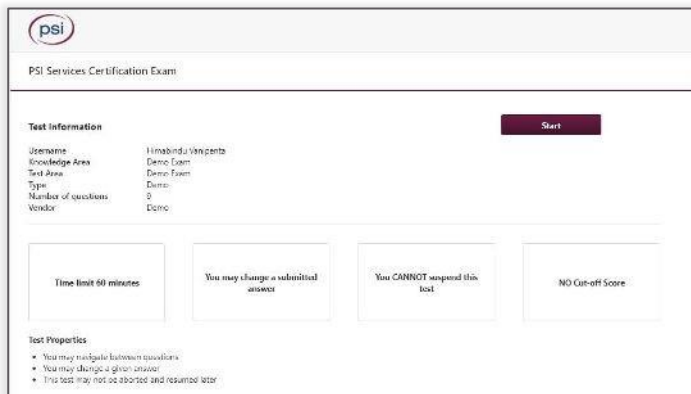 psi
PSI Services Certification Exam
Test Information
Start
Username Himabindu Vanipenta
Knowledge Area Demo Exam
Test Area Demo Exam
Type Demo
Number of questions
Vendor Demo
Time limit 60 minutes
You may change a submitted
answer
You CANNOT suspend this
test
NO Cut-off Score
Test Properties
• You may navigate between questions
• You may change a given answer
• This test may not be aborted and resumed later